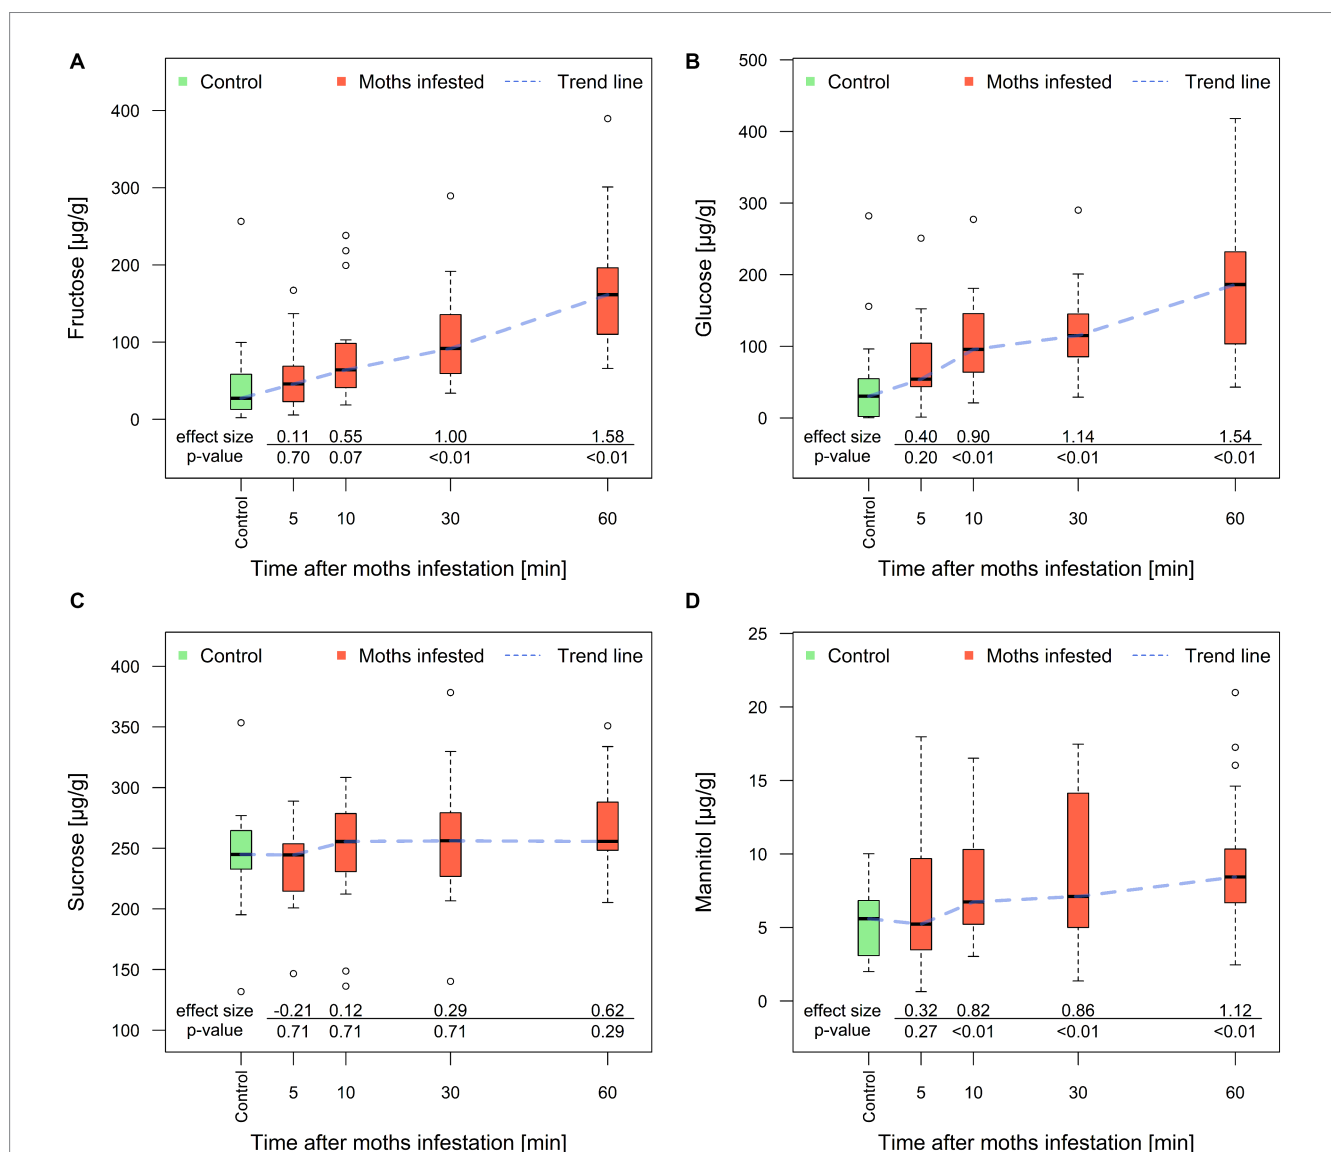 A
Control Moths infested Trend line
Fructose [µg/g]
400
300
200
100
0
effect size 0.11 0.55 1.00 1.58
p-value 0.70 0.07 <0.01 <0.01
Control 5 10 30 60
Time after moths infestation [min]
B
Control Moths infested Trend line
Glucose [µg/g]
500
400
300
200
100
0
effect size 0.40 0.90 1.14 1.54
p-value 0.20 <0.01 <0.01 <0.01
Control 5 10 30 60
Time after moths infestation [min]
C
Control Moths infested Trend line
Sucrose [µg/g]
400
350
300
250
200
150
100
effect size -0.21 0.12 0.29 0.62
p-value 0.71 0.71 0.71 0.29
Control 5 10 30 60
Time after moths infestation [min]
D
Control Moths infested Trend line
Mannitol [µg/g]
25
20
15
10
5
0
effect size 0.32 0.82 0.86 1.12
p-value 0.27 <0.01 <0.01 <0.01
Control 5 10 30 60
Time after moths infestation [min]